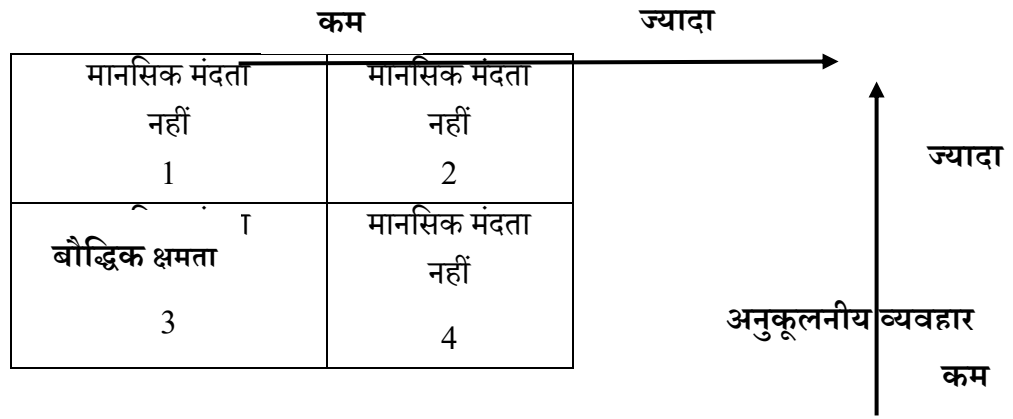 कम ज्यादा
मानसिक मंदता मानसिक मंदता
नहीं नहीं
1 2
ज्यादा
मानसिक मंदता
बौद्धिक क्षमता
नहीं
3 4
अनुकूलनीय व्यवहार
कम